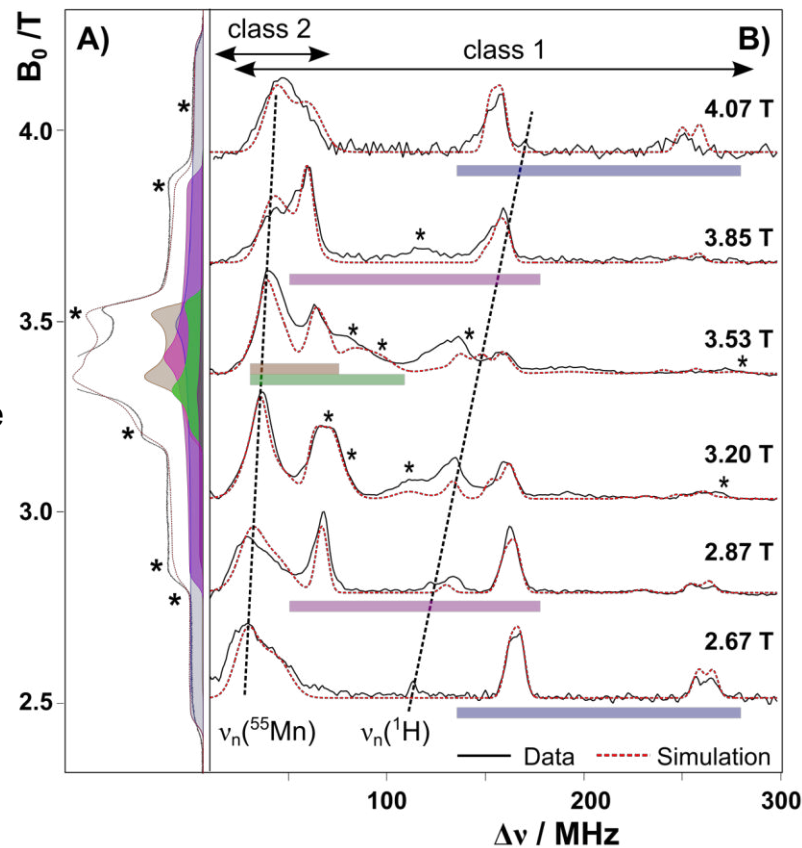 A)
B₀ /T
4.0
3.5
3.0
2.5
*
*
*
*
*
*
e
class 2
B)
class 1
4.07 T
3.85 T
*
3.53 T
* * * *
3.20 T
* * * *
2.87 T
2.67 T
νₙ(⁵⁵Mn)
νₙ(¹H)
Data
Simulation
100
200
300
Δν / MHz